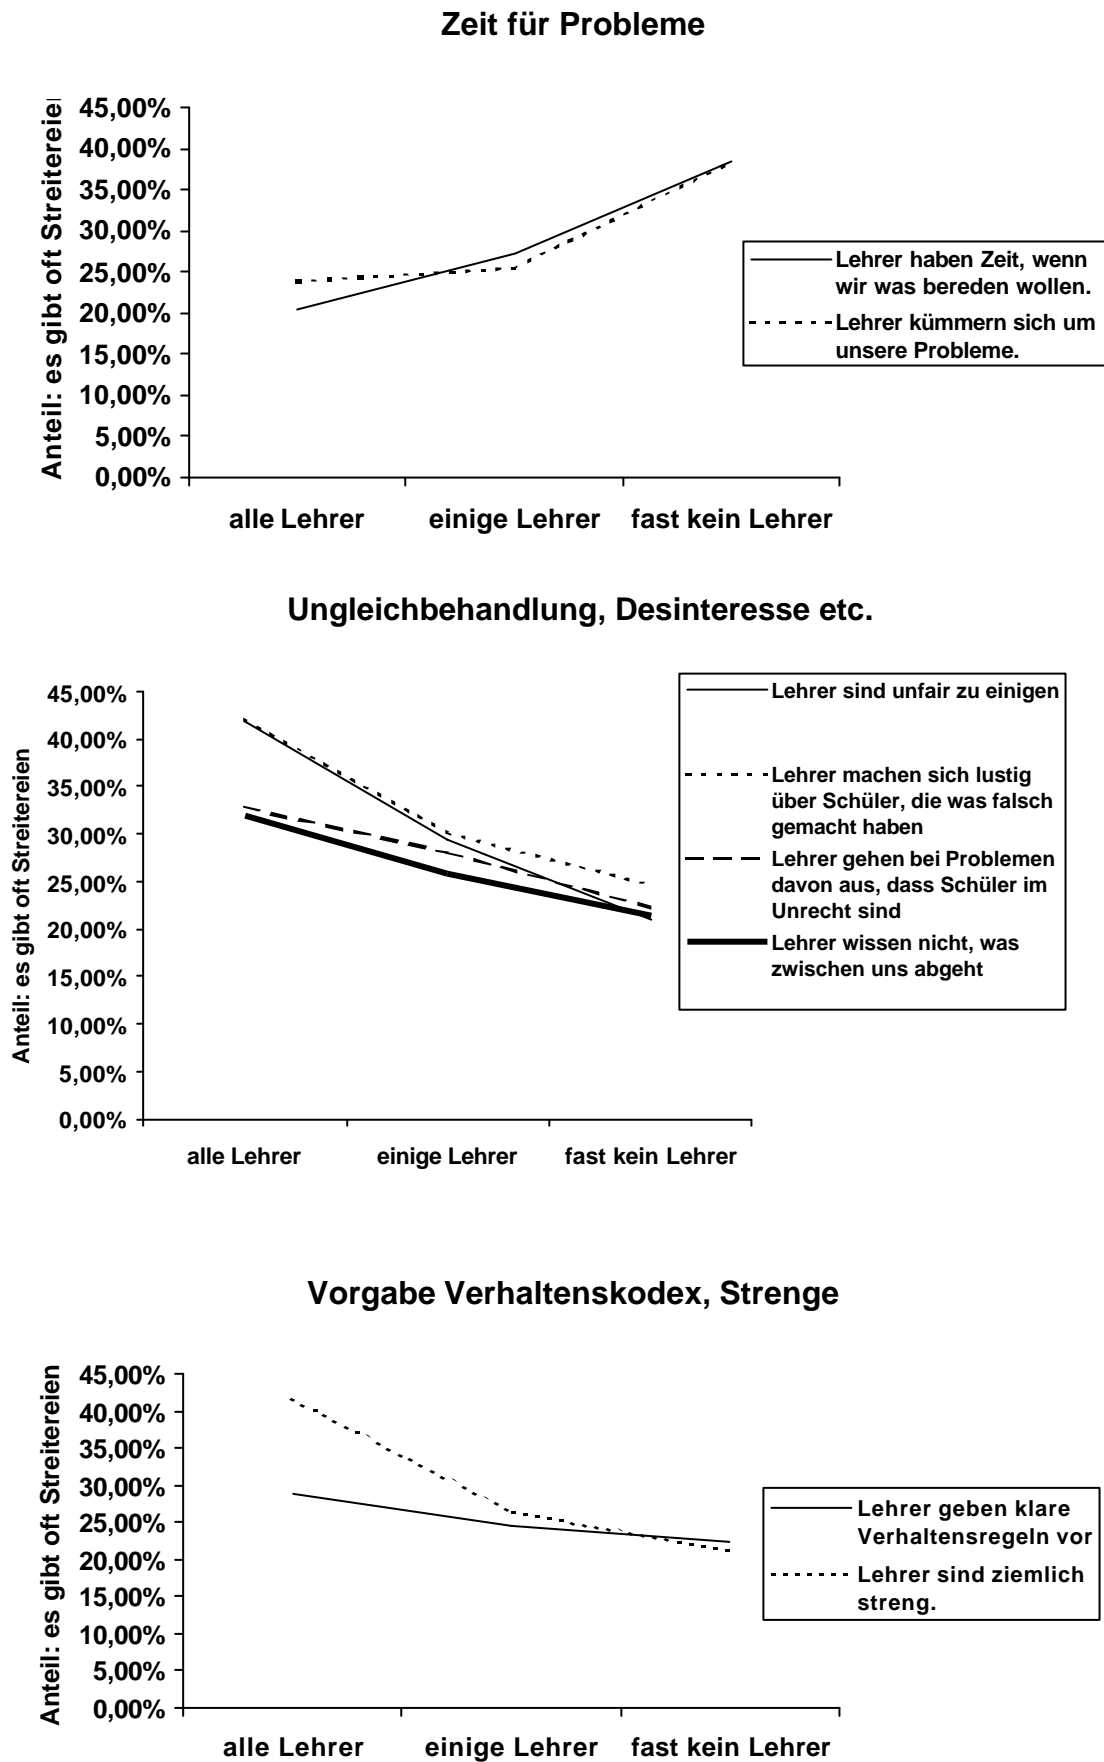 Zeit für Probleme
Anteil: es gibt oft Streitereien
45,00%
40,00%
35,00%
30,00%
25,00%
20,00%
15,00%
10,00%
5,00%
0,00%
alle Lehrer einige Lehrer fast kein Lehrer
Lehrer haben Zeit, wenn
wir was bereden wollen.
Lehrer kümmern sich um
unsere Probleme.
Ungleichbehandlung, Desinteresse etc.
Anteil: es gibt oft Streitereien
45,00%
40,00%
35,00%
30,00%
25,00%
20,00%
15,00%
10,00%
5,00%
0,00%
alle Lehrer einige Lehrer fast kein Lehrer
Lehrer sind unfair zu einigen
Lehrer machen sich lustig
über Schüler, die was falsch
gemacht haben
Lehrer gehen bei Problemen
davon aus, dass Schüler im
Unrecht sind
Lehrer wissen nicht, was
zwischen uns abgeht
Vorgabe Verhaltenskodex, Strenge
Anteil: es gibt oft Streitereien
45,00%
40,00%
35,00%
30,00%
25,00%
20,00%
15,00%
10,00%
5,00%
0,00%
alle Lehrer einige Lehrer fast kein Lehrer
Lehrer geben klare
Verhaltensregeln vor
Lehrer sind ziemlich
streng.